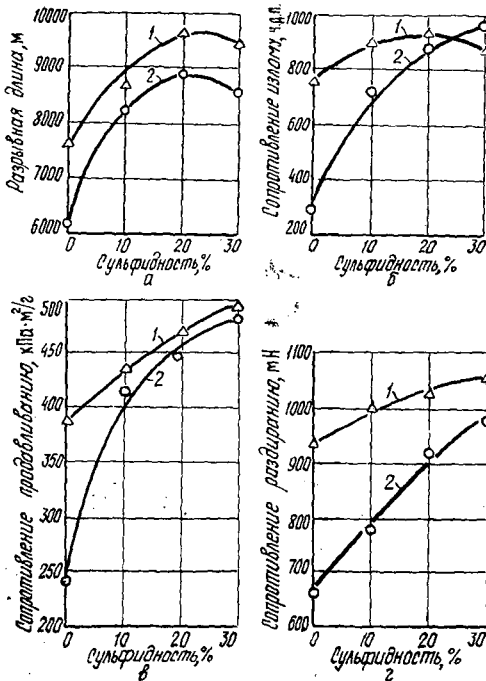 Разрывная длина, м
10000
9000
8000
7000
6000
1
2
0 10 20 30
Сульфидность, %
а
Сопротивление излому, ч.д.п.
1000
800
600
400
200
1
2
0 10 20 30
Сульфидность, %
б
Сопротивление продавливанию, кПа·м²/г
500
450
400
350
300
250
200
1
2
0 10 20 30
Сульфидность, %
в
Сопротивление раздиранию, мН
1100
1000
900
800
700
600
1
2
0 10 20 30
Сульфидность, %
г